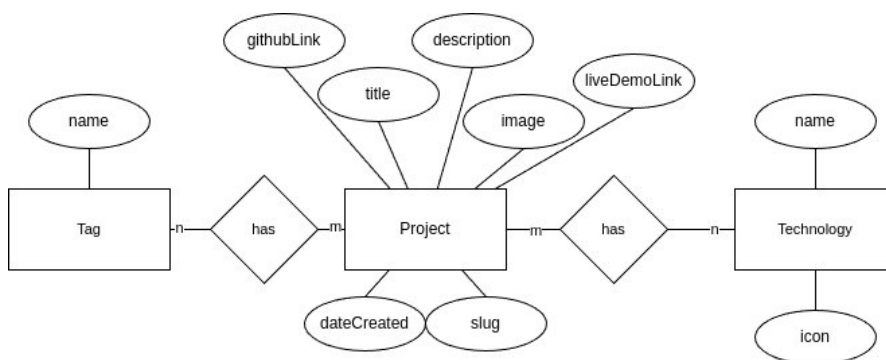 githubLink
description
liveDemoLink
title
image
name
name
Tag
n
has
m
Project
m
has
n
Technology
dateCreated
slug
icon